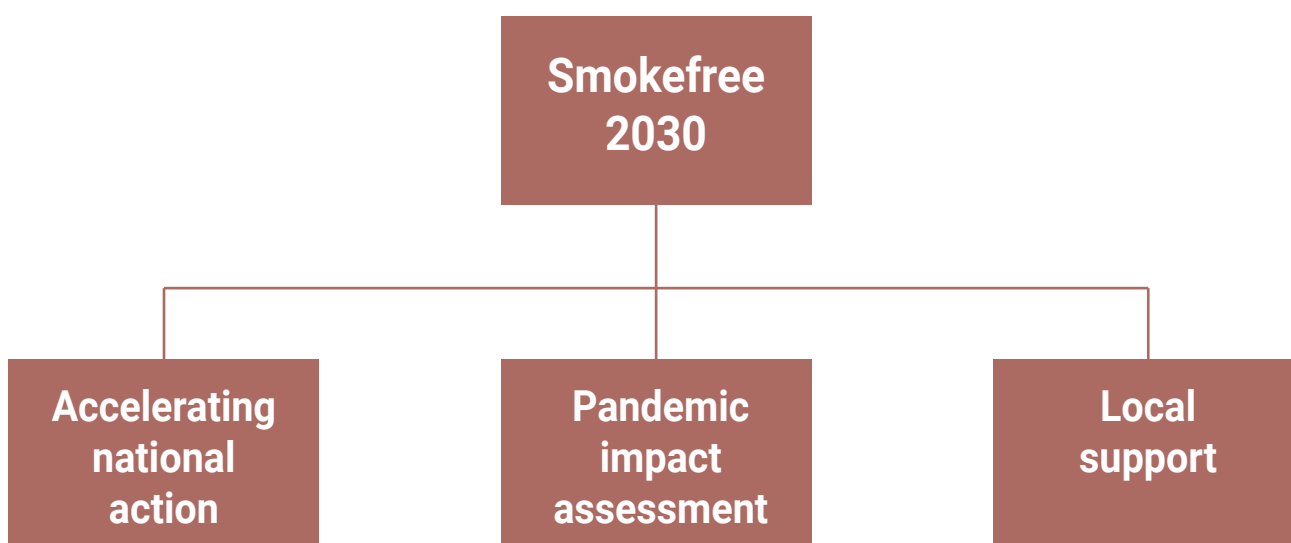 Smokefree
2030
Accelerating
national
action
Pandemic
impact
assessment
Local
support